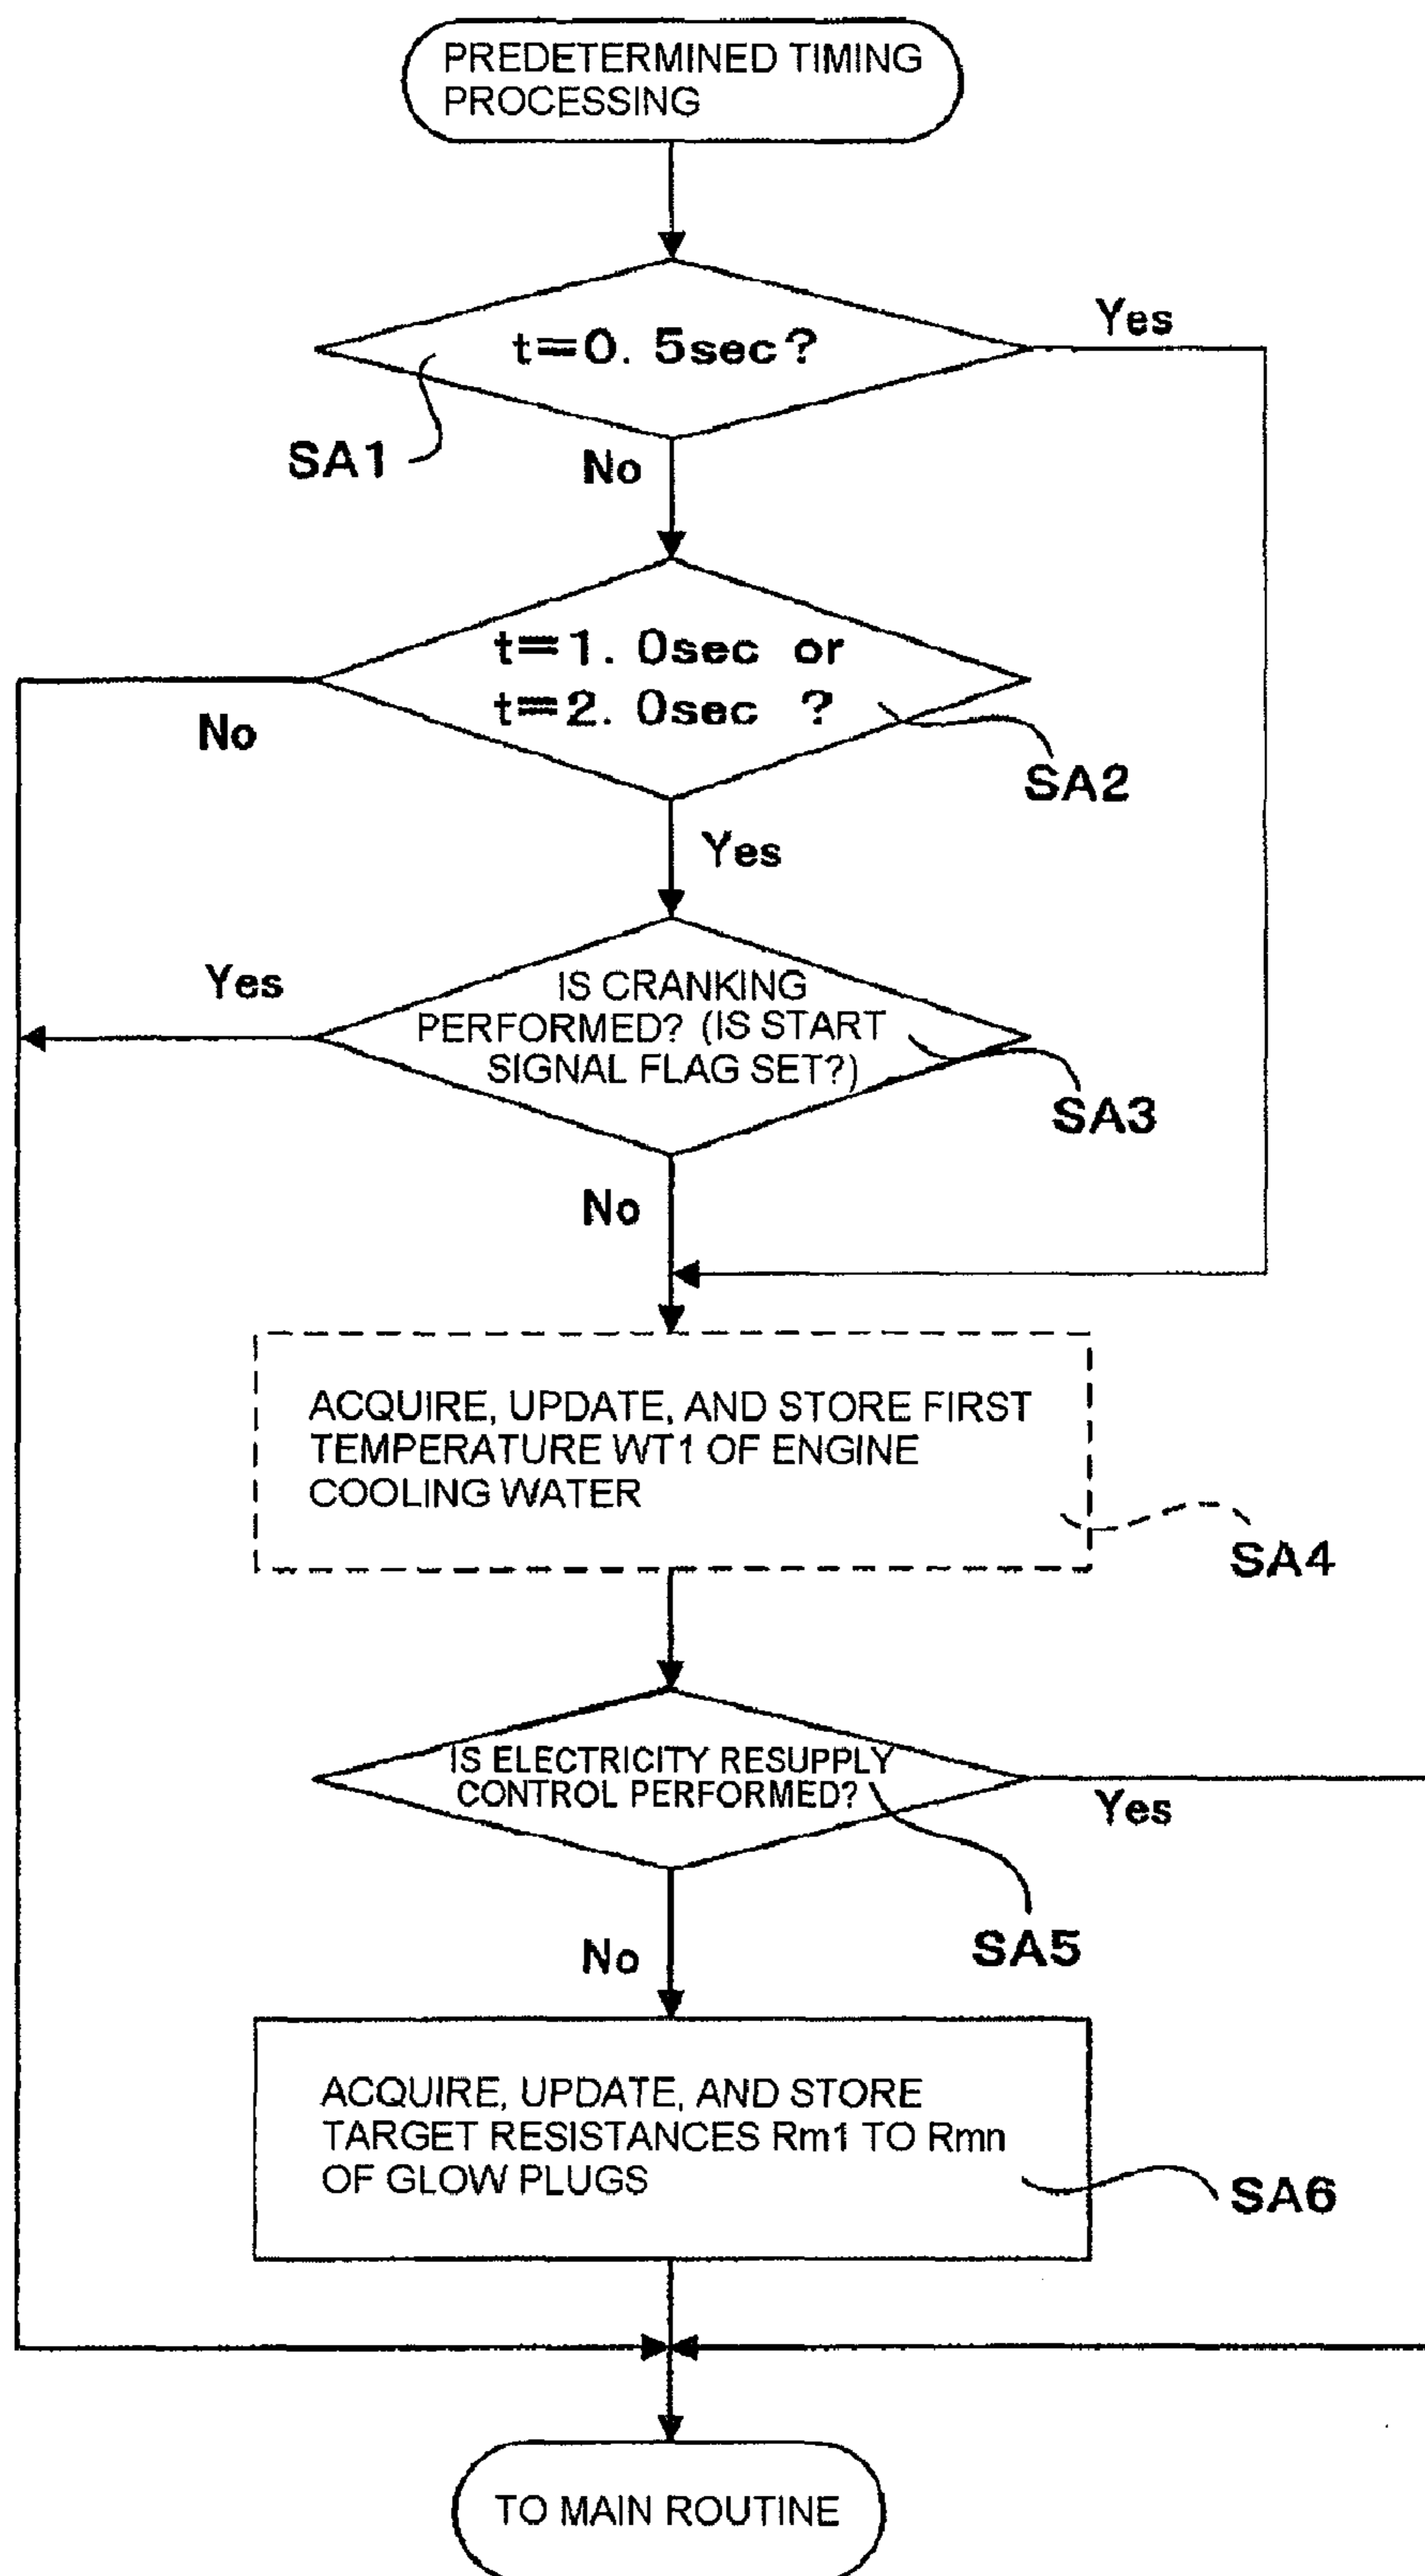 PREDETERMINED TIMING
PROCESSING
t=0. 5sec?
Yes
SA1
No
t=1. 0sec or
t=2. 0sec ?
No
SA2
Yes
IS CRANKING
PERFORMED? (IS START
SIGNAL FLAG SET?)
Yes
SA3
No
ACQUIRE, UPDATE, AND STORE FIRST
TEMPERATURE WT1 OF ENGINE
COOLING WATER
SA4
IS ELECTRICITY RESUPPLY
CONTROL PERFORMED?
Yes
SA5
No
ACQUIRE, UPDATE, AND STORE
TARGET RESISTANCES Rm1 TO Rmn
OF GLOW PLUGS
SA6
TO MAIN ROUTINE